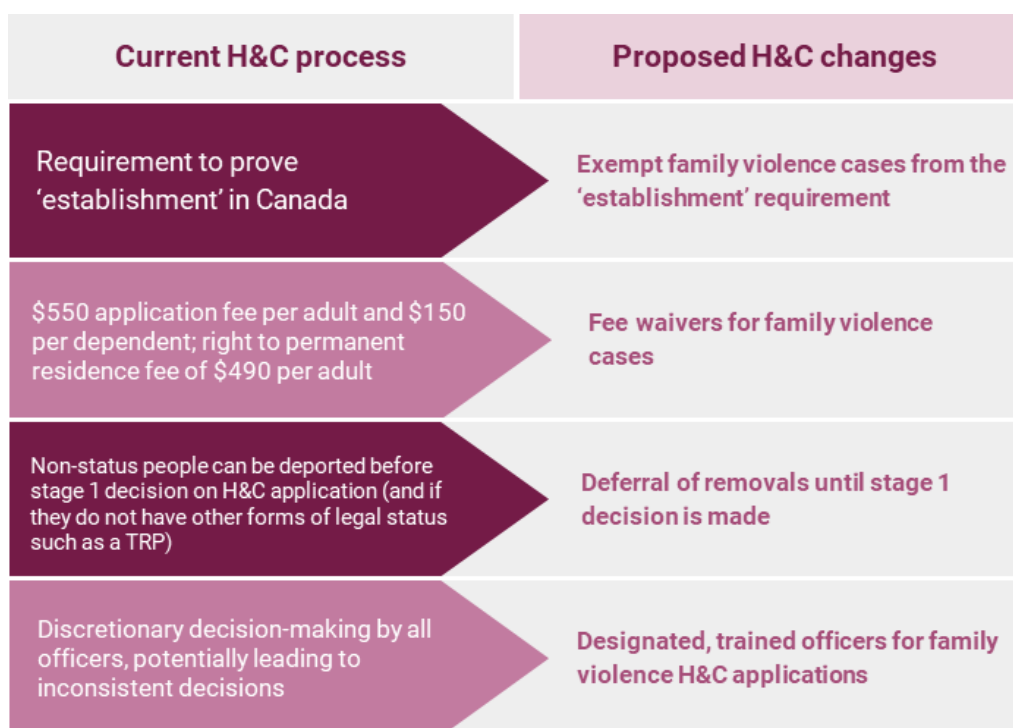 Current H&C process
Proposed H&C changes
Requirement to prove
‘establishment’ in Canada
Exempt family violence cases from the
‘establishment’ requirement
$550 application fee per adult and $150
per dependent; right to permanent
residence fee of $490 per adult
Fee waivers for family violence
cases
Non-status people can be deported before
stage 1 decision on H&C application (and if
they do not have other forms of legal status
such as a TRP)
Deferral of removals until stage 1
decision is made
Discretionary decision-making by all
officers, potentially leading to
inconsistent decisions
Designated, trained officers for family
violence H&C applications